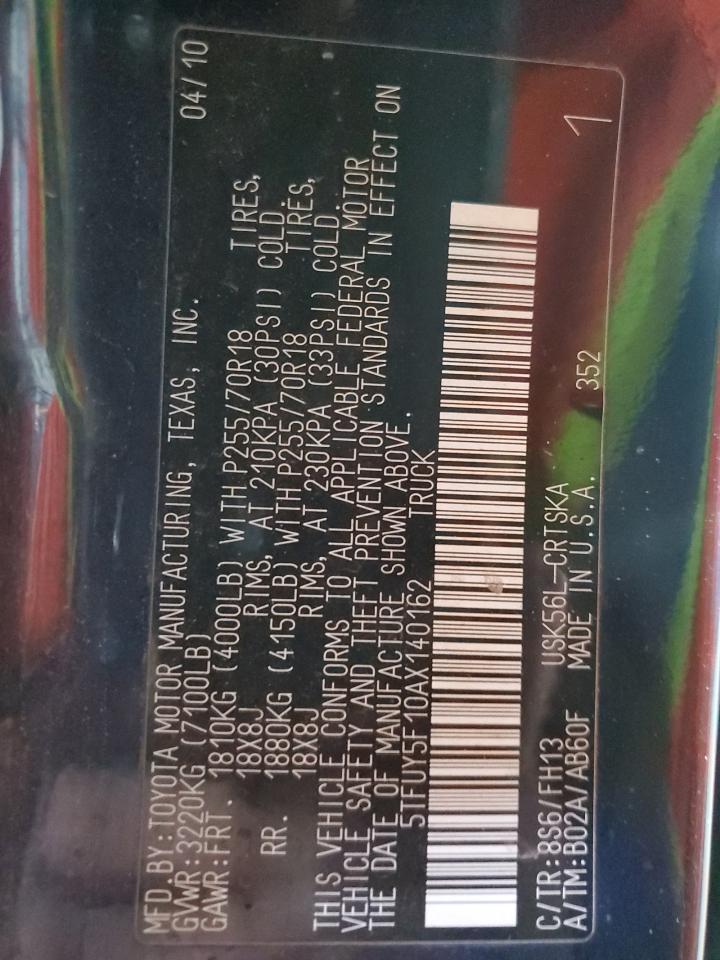 MFD.BY:TOYOTA MOTOR MANUFACTURING, TEXAS, INC. 04/10
GVWR:3220KG (7100LB)
GAWR:FRT. 1810KG (4000LB) WITH P255/70R18 TIRES,
18X8J RIMS, AT 210KPA (30PSI) COLD.
RR. 1880KG (4150LB) WITH P255/70R18 TIRES,
18X8J RIMS, AT 230KPA (33PSI) COLD.
THIS VEHICLE CONFORMS TO ALL APPLICABLE FEDERAL MOTOR
VEHICLE SAFETY AND THEFT PREVENTION STANDARDS IN EFFECT ON
THE DATE OF MANUFACTURE SHOWN ABOVE.
5TFUY5F10AX140162 TRUCK
C/TR:8S6/FH13 USK56L-CRTSKA 352 1
A/TM:B02A/AB60F MADE IN U.S.A.